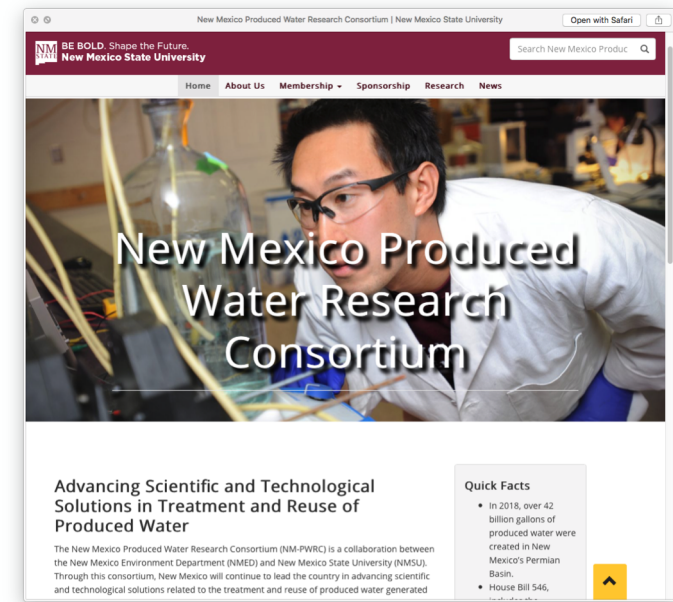 New Mexico Produced Water Research Consortium | New Mexico State University
Open with Safari
NM
STATE
BE BOLD. Shape the Future.
New Mexico State University
Search New Mexico Produc
Home About Us Membership Sponsorship Research News
New Mexico Produced
Water Research
Consortium
Advancing Scientific and Technological
Solutions in Treatment and Reuse of
Produced Water
The New Mexico Produced Water Research Consortium (NM-PWRC) is a collaboration between
the New Mexico Environment Department (NMED) and New Mexico State University (NMSU).
Through this consortium, New Mexico will continue to lead the country in advancing scientific
and technological solutions related to the treatment and reuse of produced water generated
Quick Facts
In 2018, over 42
billion gallons of
produced water were
created in New
Mexico's Permian
Basin.
House Bill 546,
includes the